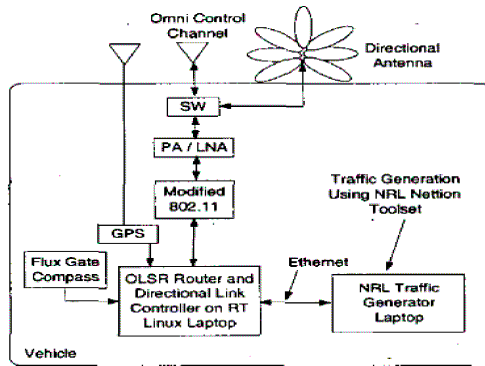 Omni Control
Channel
Directional
Antenna
SW
PA / LNA
Modified
802.11
Traffic Generation
Using NRL Nettion
Toolset
GPS
Flux Gate
Compass
OLSR Router and
Directional Link
Controller on RT
Linux Laptop
Ethernet
NRL Traffic
Generator
Laptop
Vehicle